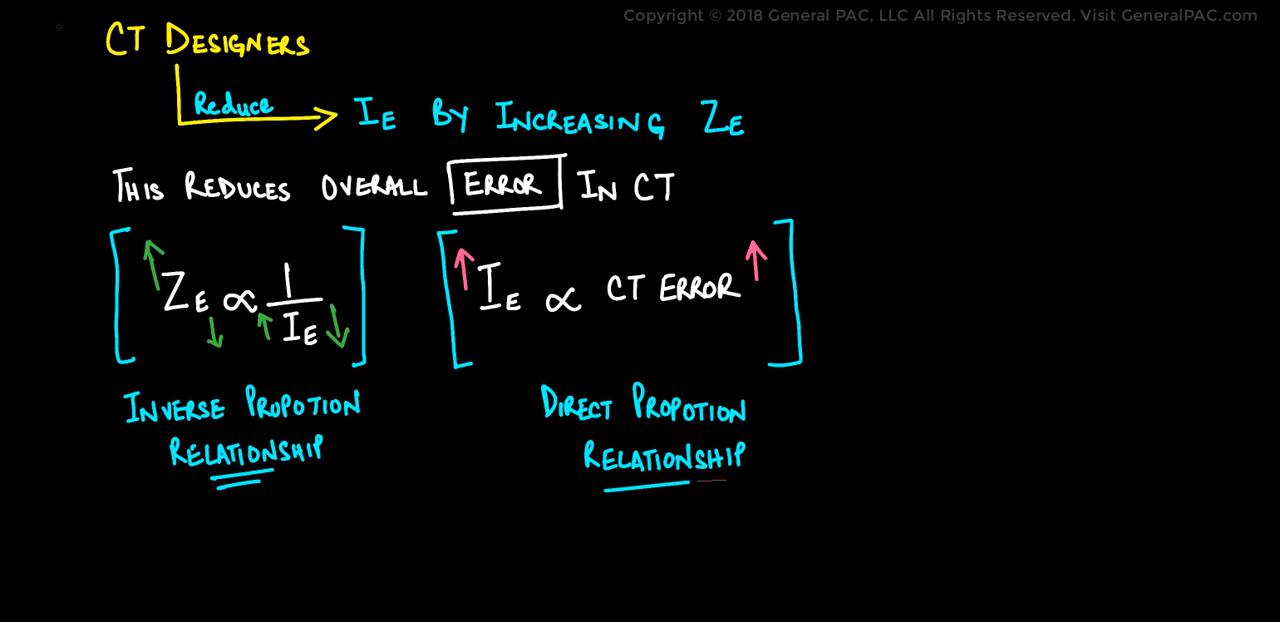 Copyright © 2018 General PAC, LLC All Rights Reserved. Visit GeneralPAC.com
CT DESIGNERS
Reduce
IE BY INCREASING ZE
THIS REDUCES OVERALL ERROR IN CT
ZE ∝ 1/IE
IE ∝ CT ERROR
INVERSE PROPOTION
RELATIONSHIP
DIRECT PROPOTION
RELATIONSHIP